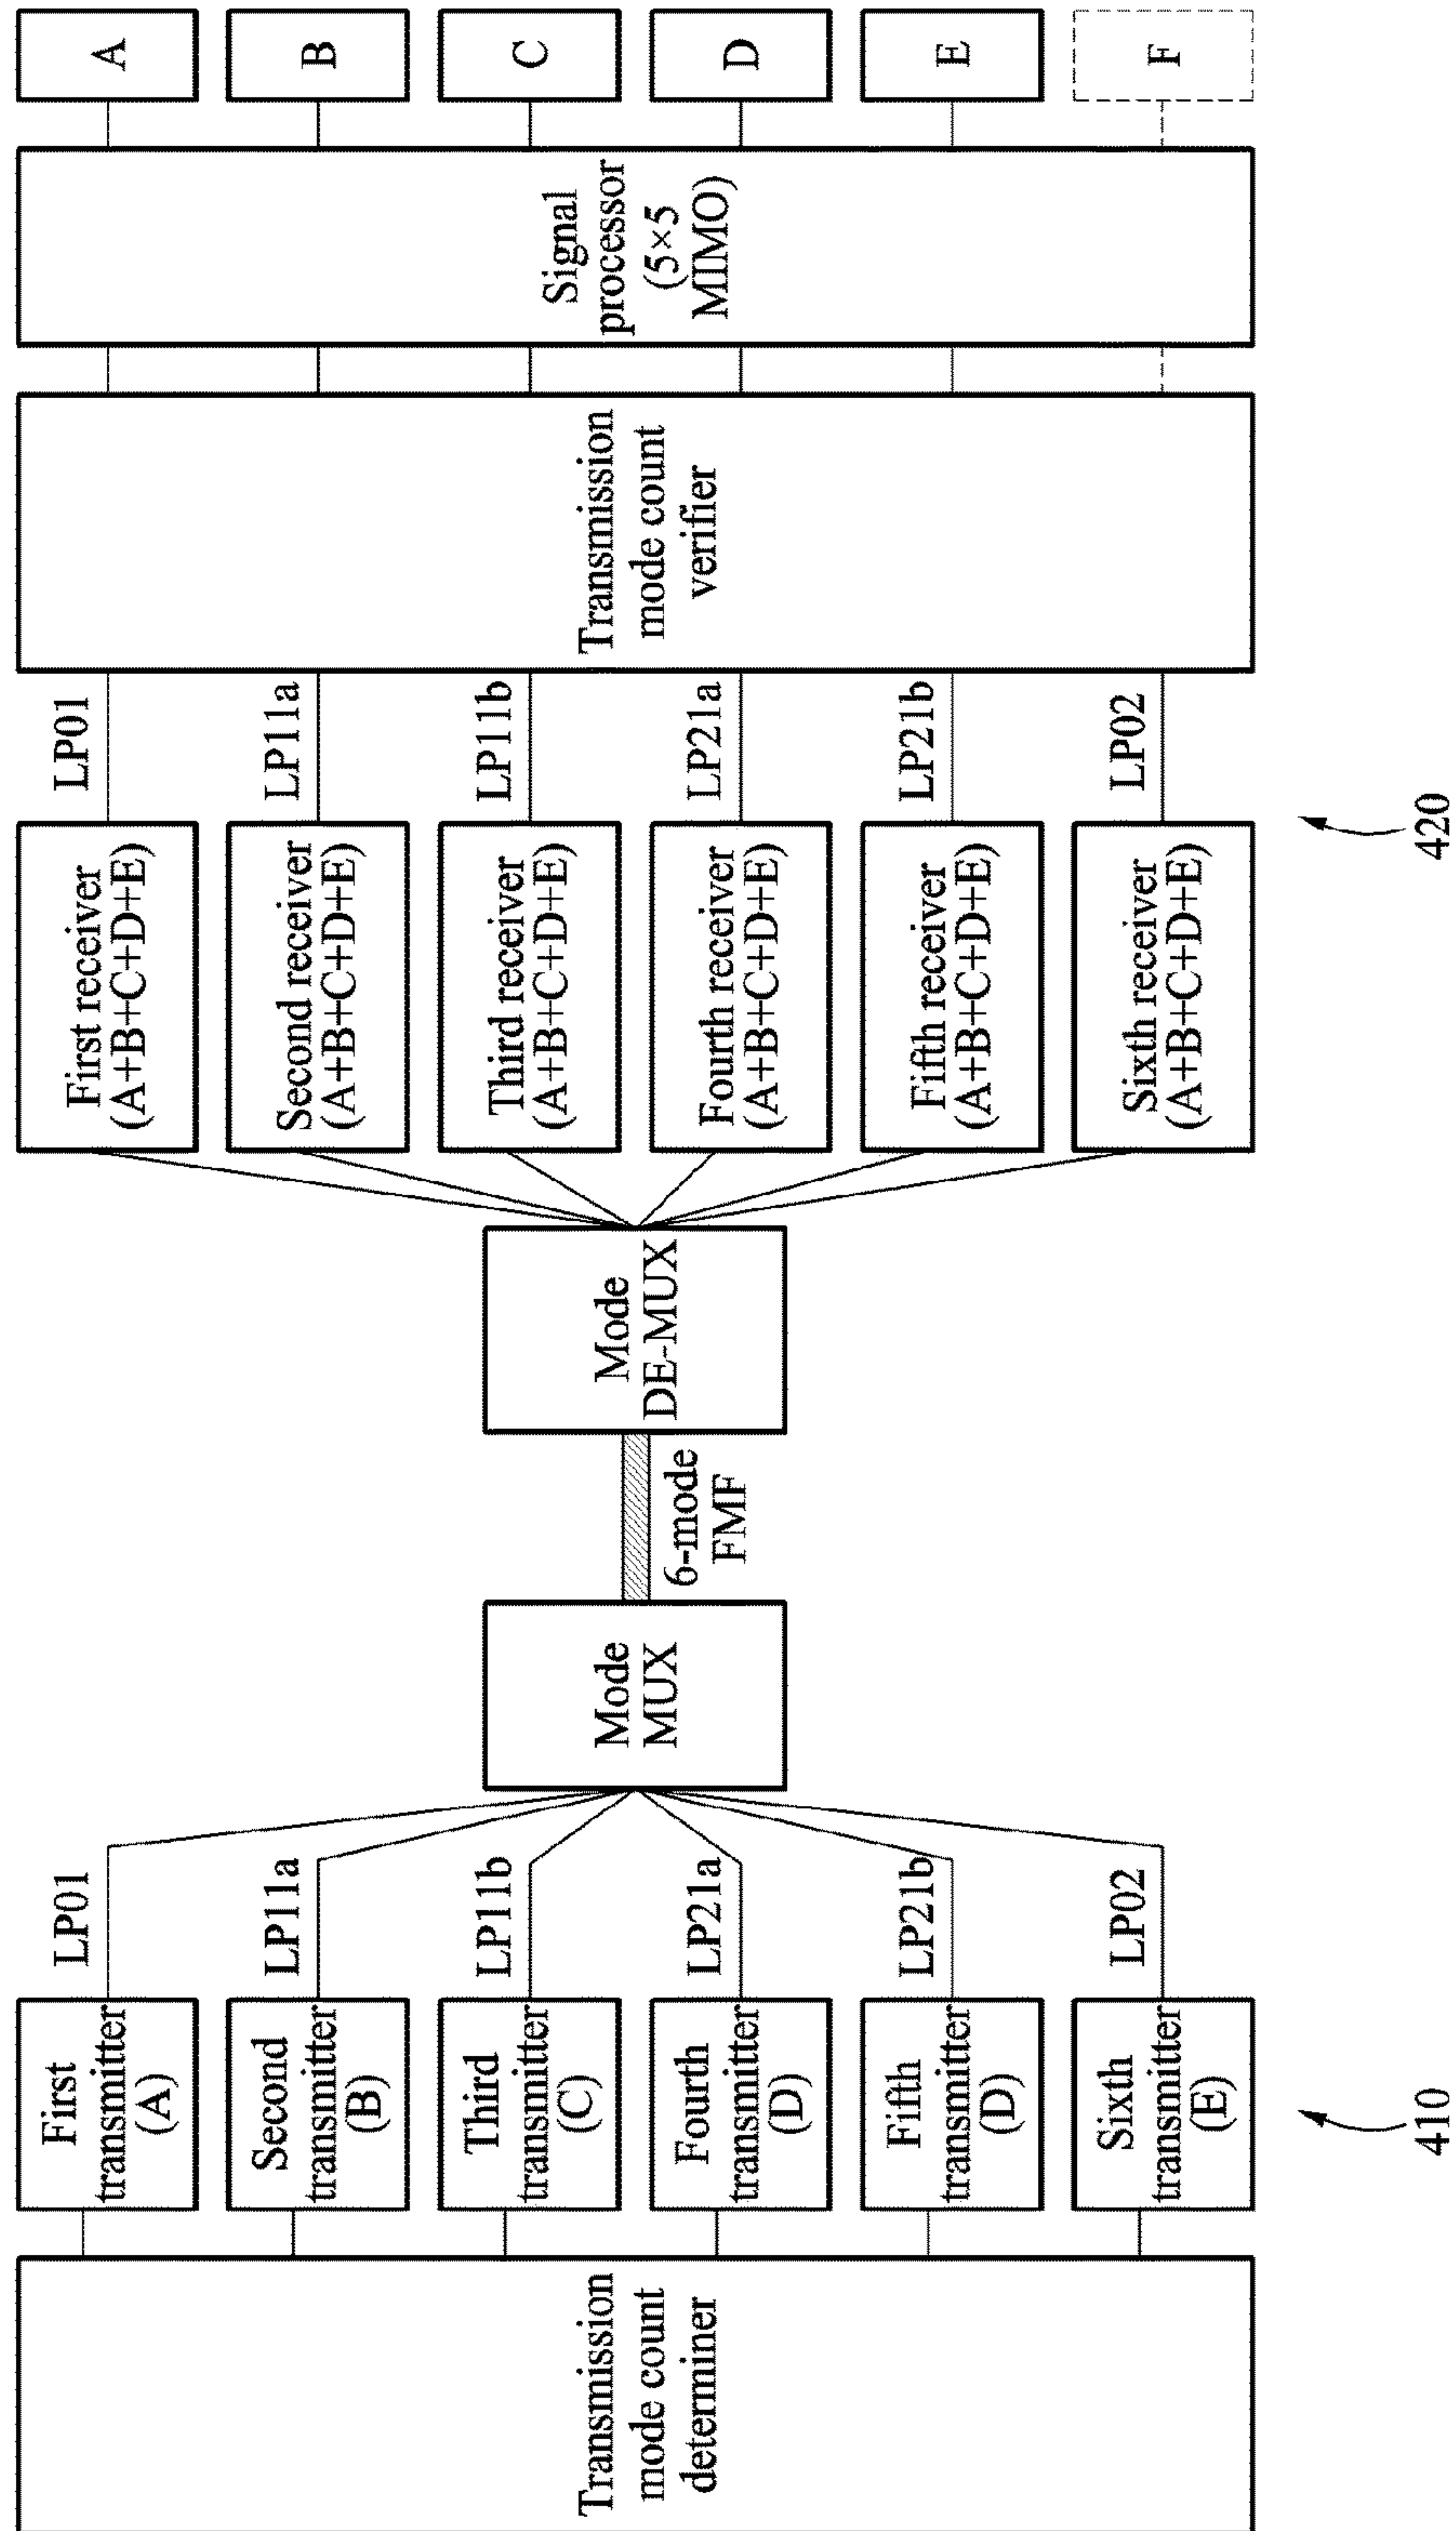 Transmission
mode count
determiner
First
transmitter
(A)
Second
transmitter
(B)
Third
transmitter
(C)
Fourth
transmitter
(D)
Fifth
transmitter
(D)
Sixth
transmitter
(E)
LP01
LP11a
LP11b
LP21a
LP21b
LP02
410
Mode
MUX
6-mode
FMF
Mode
DE-MUX
First receiver
(A+B+C+D+E)
Second receiver
(A+B+C+D+E)
Third receiver
(A+B+C+D+E)
Fourth receiver
(A+B+C+D+E)
Fifth receiver
(A+B+C+D+E)
Sixth receiver
(A+B+C+D+E)
LP01
LP11a
LP11b
LP21a
LP21b
LP02
420
Transmission
mode count
verifier
Signal
processor
(5×5
MIMO)
A
B
C
D
E
F